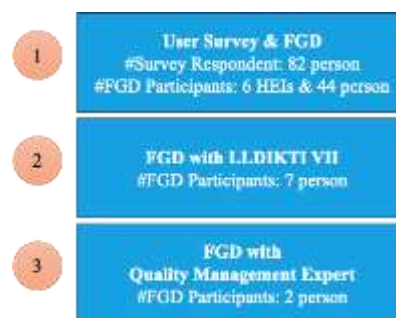 1
User Survey & FGD
#Survey Respondent: 82 person
#FGD Participants: 6 HEIs & 44 person
2
FGD with LLDIKTI VII
#FGD Participants: 7 person
3
FGD with
Quality Management Expert
#FGD Participants: 2 person